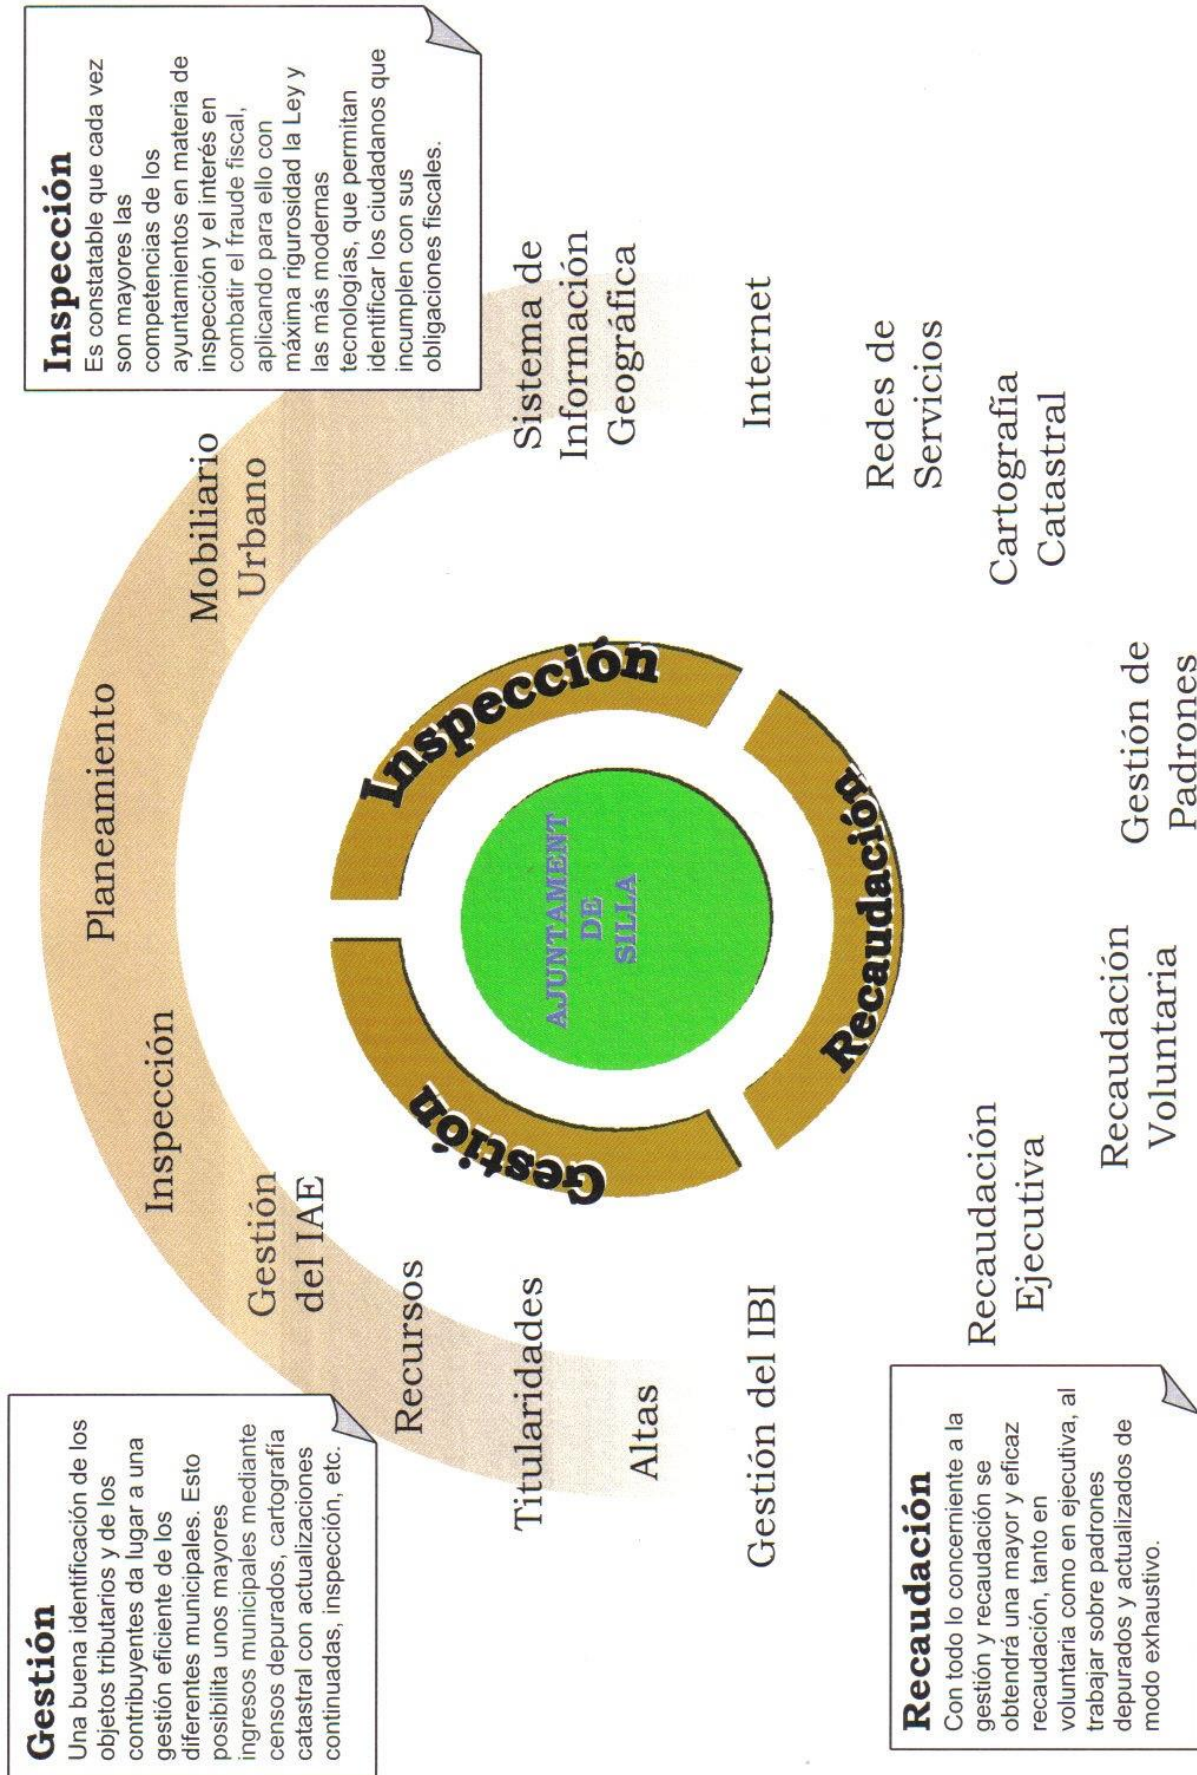 Gestión
Una buena identificación de los
objetos tributarios y de los
contribuyentes da lugar a una
gestión eficiente de los
diferentes municipales. Esto
posibilita unos mayores
ingresos municipales mediante
censos depurados, cartografía
catastral con actualizaciones
continuadas, inspección, etc.
Inspección
Es constatable que cada vez
son mayores las
competencias de los
ayuntamientos en materia de
inspección y el interés en
combatir el fraude fiscal,
aplicando para ello con
máxima rigurosidad la Ley y
las más modernas
tecnologías, que permitan
identificar los ciudadanos que
incumplen con sus
obligaciones fiscales.
Planeamiento
Inspección
Mobiliario
Urbano
Gestión
del IAE
Recursos
Titularidades
Altas
Gestión del IBI
Sistema de
Información
Geográfica
Internet
Redes de
Servicios
Cartografía
Catastral
Gestión
Inspección
Recaudación
AJUNTAMENT
DE
SILLA
Recaudación
Ejecutiva
Recaudación
Voluntaria
Gestión de
Padrones
Recaudación
Con todo lo concerniente a la
gestión y recaudación se
obtendrá una mayor y eficaz
recaudación, tanto en
voluntaria como en ejecutiva, al
trabajar sobre padrones
depurados y actualizados de
modo exhaustivo.